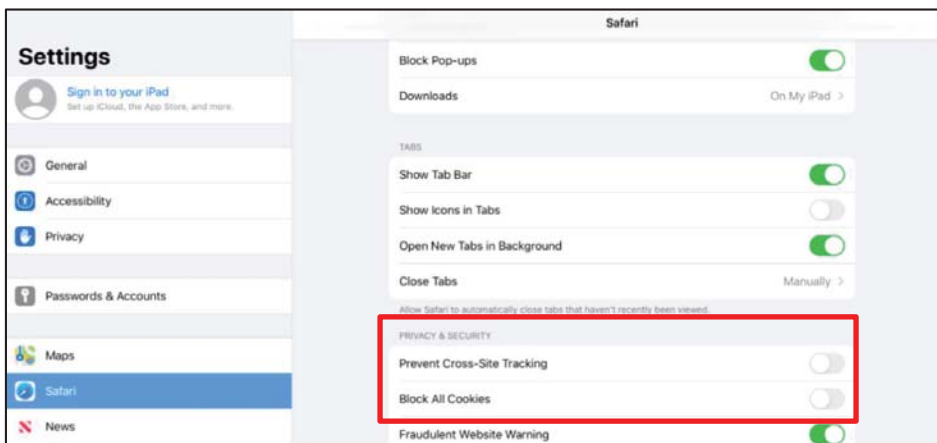 Safari
Settings
Sign in to your iPad
Set up iCloud, the App Store, and more.
General
Accessibility
Privacy
Passwords & Accounts
Maps
Safari
News
Block Pop-ups
Downloads On My iPad >
TABS
Show Tab Bar
Show Icons in Tabs
Open New Tabs in Background
Close Tabs Manually >
Allow Safari to automatically close tabs that haven't recently been viewed.
PRIVACY & SECURITY
Prevent Cross-Site Tracking
Block All Cookies
Fraudulent Website Warning